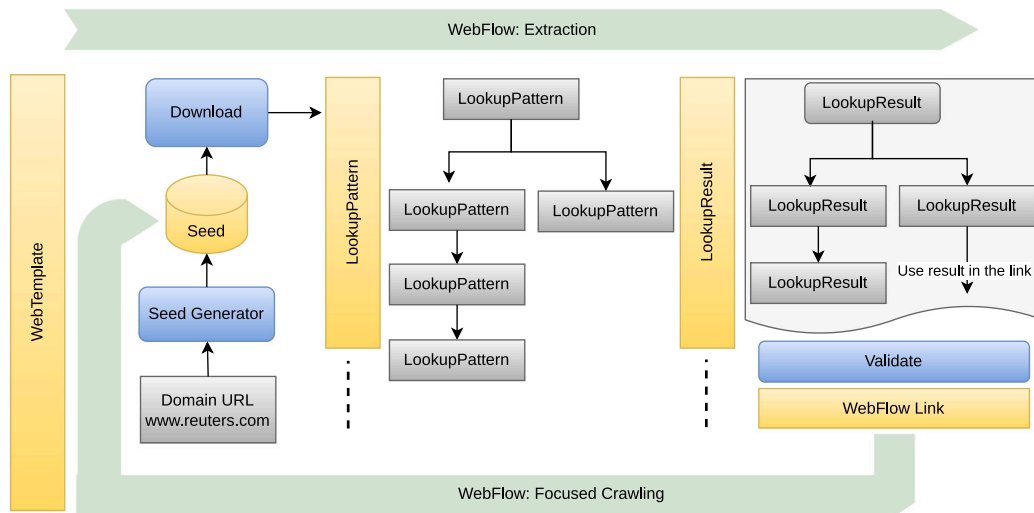 WebFlow: Extraction
WebTemplate
Download
Seed
Seed Generator
Domain URL
www.reuters.com
LookupPattern
LookupPattern
LookupPattern
LookupPattern
LookupPattern
LookupPattern
LookupResult
LookupResult
LookupResult
LookupResult
LookupResult
Use result in the link
Validate
WebFlow Link
WebFlow: Focused Crawling